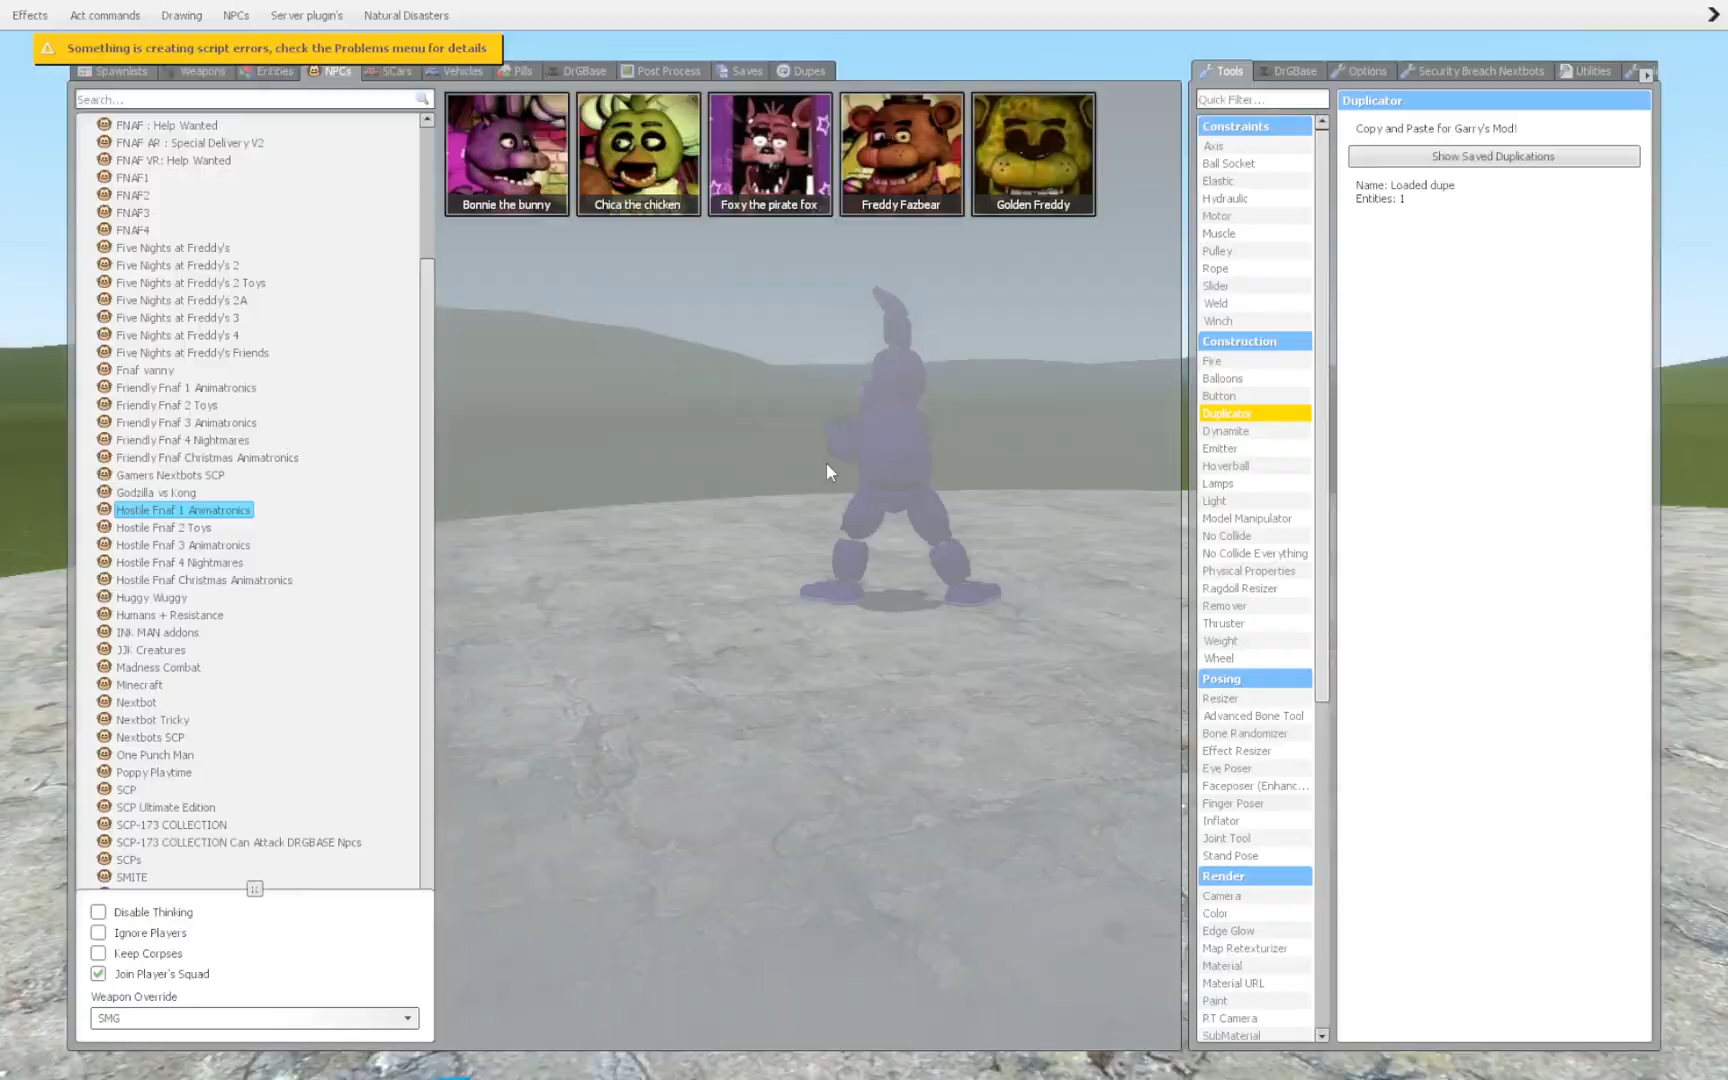 Effects Act commands Drawing NPCs Server plugin's Natural Disasters
Something is creating script errors, check the Problems menu for details
Spawnlists Weapons Entities NPCs SCars Vehicles Pills DrGBase Post Process Saves Dupes
Search...
FNAF : Help Wanted
FNAF AR : Special Delivery V2
FNAF VR: Help Wanted
FNAF1
FNAF2
FNAF3
FNAF4
Five Nights at Freddy's
Five Nights at Freddy's 2
Five Nights at Freddy's 2 Toys
Five Nights at Freddy's 2A
Five Nights at Freddy's 3
Five Nights at Freddy's 4
Five Nights at Freddy's Friends
Fnaf vanny
Friendly Fnaf 1 Animatronics
Friendly Fnaf 2 Toys
Friendly Fnaf 3 Animatronics
Friendly Fnaf 4 Nightmares
Friendly Fnaf Christmas Animatronics
Gamers Nextbots SCP
Godzilla vs Kong
Hostile Fnaf 1 Animatronics
Hostile Fnaf 2 Toys
Hostile Fnaf 3 Animatronics
Hostile Fnaf 4 Nightmares
Hostile Fnaf Christmas Animatronics
Huggy Wuggy
Humans + Resistance
INK MAN addons
JJK Creatures
Madness Combat
Minecraft
Nextbot
Nextbot Tricky
Nextbots SCP
One Punch Man
Poppy Playtime
SCP
SCP Ultimate Edition
SCP-173 COLLECTION
SCP-173 COLLECTION Can Attack DRGBASE Npcs
SCPs
SMITE
Disable Thinking
Ignore Players
Keep Corpses
Join Player's Squad
Weapon Override
SMG
Bonnie the bunny Chica the chicken Foxy the pirate fox Freddy Fazbear Golden Freddy
Tools DrGBase Options Security Breach Nextbots Utilities
Quick Filter...
Constraints
Axis
Ball Socket
Elastic
Hydraulic
Motor
Muscle
Pulley
Rope
Slider
Weld
Winch
Construction
Fire
Balloons
Button
Duplicator
Dynamite
Emitter
Hoverball
Lamps
Light
Model Manipulator
No Collide
No Collide Everything
Physical Properties
Ragdoll Resizer
Remover
Thruster
Weight
Wheel
Posing
Resizer
Advanced Bone Tool
Bone Randomizer
Effect Resizer
Eye Poser
Faceposer (Enhanc...
Finger Poser
Inflator
Joint Tool
Stand Pose
Render
Camera
Color
Edge Glow
Map Retexturizer
Material
Material URL
Paint
RT Camera
SubMaterial
Duplicator
Copy and Paste for Garry's Mod!
Show Saved Duplications
Name: Loaded dupe
Entities: 1